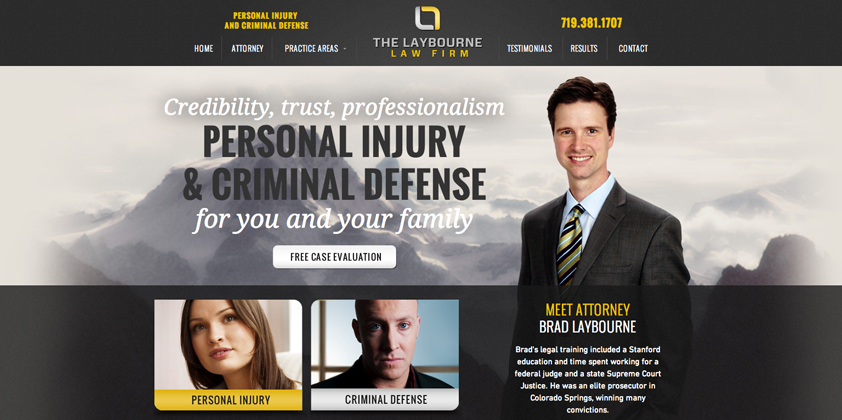 PERSONAL INJURY
AND CRIMINAL DEFENSE
719.381.1707
HOME
ATTORNEY
PRACTICE AREAS
THE LAYBOURNE
LAW FIRM
TESTIMONIALS
RESULTS
CONTACT
Credibility, trust, professionalism
PERSONAL INJURY
& CRIMINAL DEFENSE
for you and your family
FREE CASE EVALUATION
PERSONAL INJURY
CRIMINAL DEFENSE
MEET ATTORNEY
BRAD LAYBOURNE
Brad's legal training included a Stanford
education and time spent working for a
federal judge and a state Supreme Court
Justice. He was an elite prosecutor in
Colorado Springs, winning many
convictions.